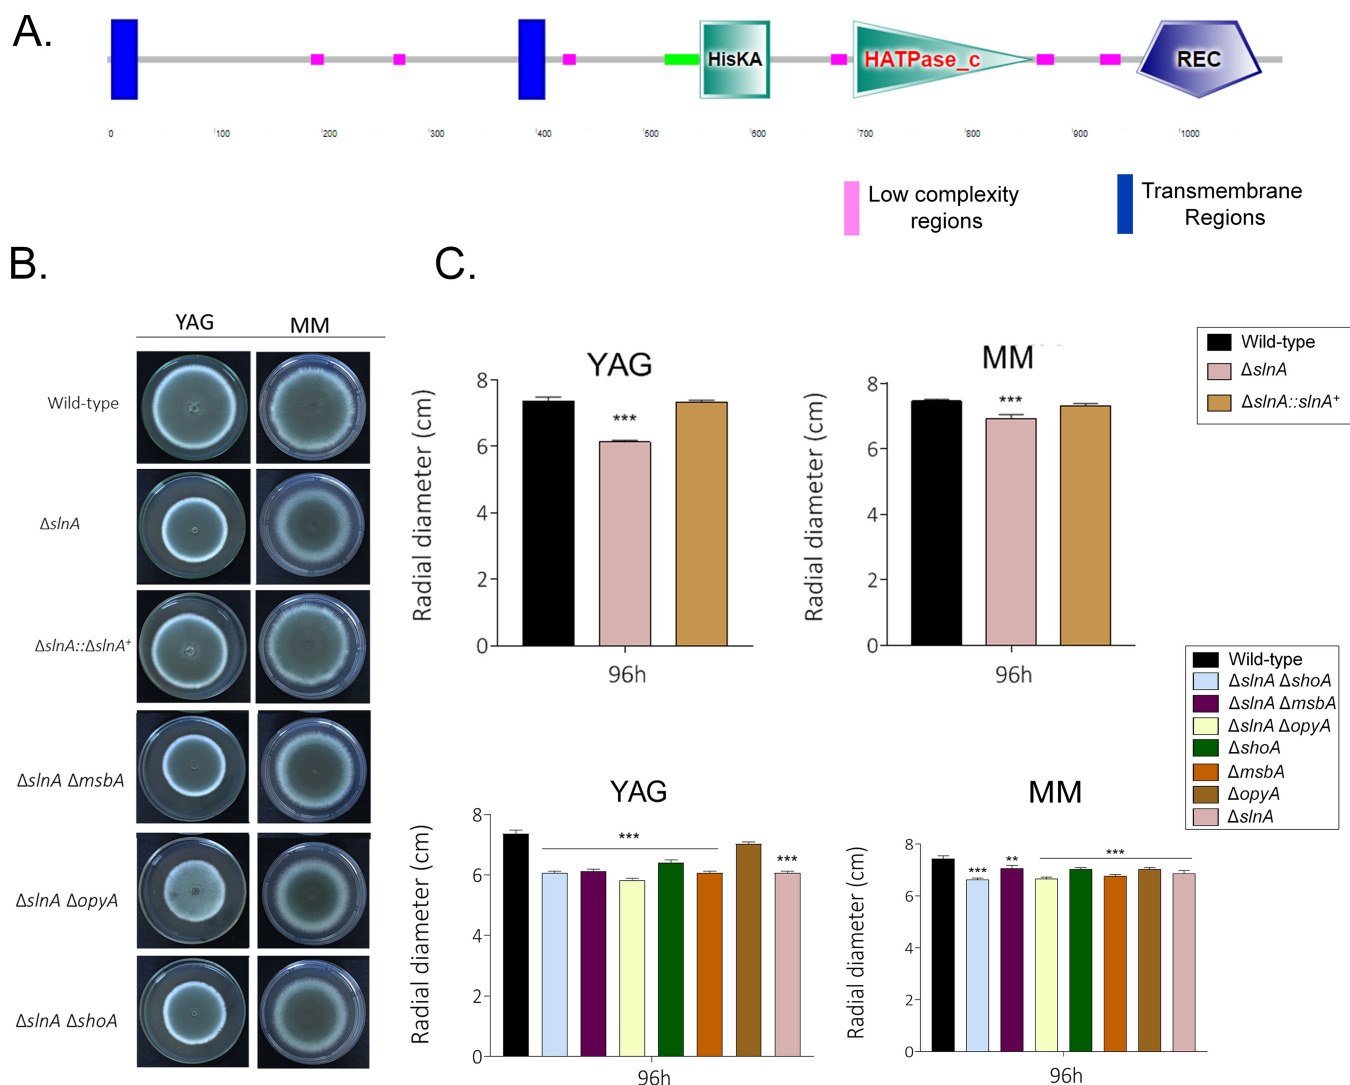 A.
HisKA
HATPase_c
REC
0 100 200 300 400 500 600 700 800 900 1000
Low complexity
regions
Transmembrane
Regions
B.
YAG MM
Wild-type
ΔslnA
ΔslnA::ΔslnA⁺
ΔslnA ΔmsbA
ΔslnA ΔopyA
ΔslnA ΔshoA
C.
YAG
Radial diameter (cm)
8
6
4
2
0
***
96h
MM
Radial diameter (cm)
8
6
4
2
0
***
96h
Wild-type
ΔslnA
ΔslnA::slnA⁺
YAG
Radial diameter (cm)
8
6
4
2
0
***
***
96h
MM
Radial diameter (cm)
8
6
4
2
0
***
**
***
96h
Wild-type
ΔslnA ΔshoA
ΔslnA ΔmsbA
ΔslnA ΔopyA
ΔshoA
ΔmsbA
ΔopyA
ΔslnA